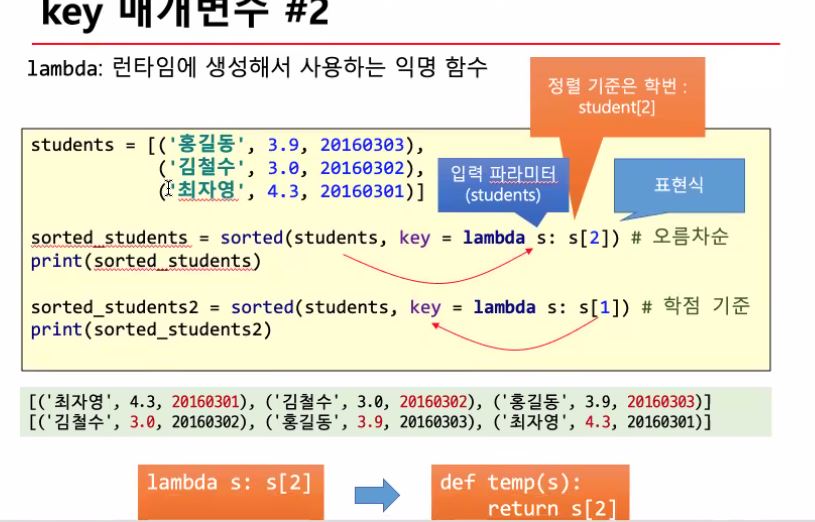 key 매개변수 #2
lambda: 런타임에 생성해서 사용하는 익명 함수
정렬 기준은 학번 :
student[2]
students = [('홍길동', 3.9, 20160303),
('김철수', 3.0, 20160302),
('최자영', 4.3, 20160301)]
입력 파라미터
(students)
표현식
sorted_students = sorted(students, key = lambda s: s[2]) # 오름차순
print(sorted_students)
sorted_students2 = sorted(students, key = lambda s: s[1]) # 학점 기준
print(sorted_students2)
[('최자영', 4.3, 20160301), ('김철수', 3.0, 20160302), ('홍길동', 3.9, 20160303)]
[('김철수', 3.0, 20160302), ('홍길동', 3.9, 20160303), ('최자영', 4.3, 20160301)]
lambda s: s[2]
def temp(s):
return s[2]